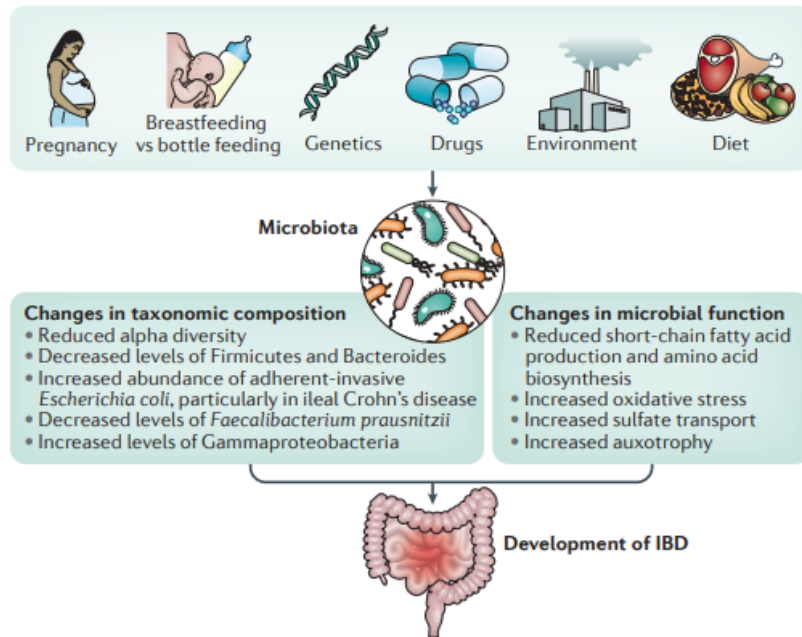 Pregnancy
Breastfeeding
vs bottle feeding
Genetics
Drugs
Environment
Diet
Microbiota
Changes in taxonomic composition
• Reduced alpha diversity
• Decreased levels of Firmicutes and Bacteroides
• Increased abundance of adherent-invasive
Escherichia coli, particularly in ileal Crohn's disease
• Decreased levels of Faecalibacterium prausnitzii
• Increased levels of Gammaproteobacteria
Changes in microbial function
• Reduced short-chain fatty acid
production and amino acid
biosynthesis
• Increased oxidative stress
• Increased sulfate transport
• Increased auxotrophy
Development of IBD